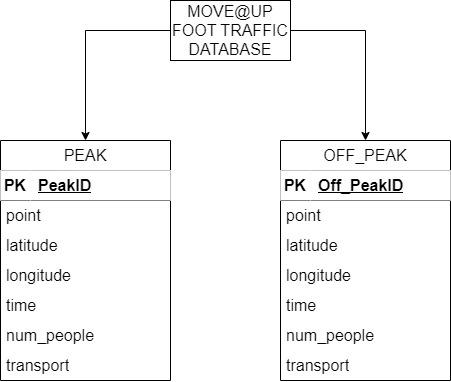 MOVE@UP
FOOT TRAFFIC
DATABASE
PEAK
PK PeakID
point
latitude
longitude
time
num_people
transport
OFF_PEAK
PK Off_PeakID
point
latitude
longitude
time
num_people
transport